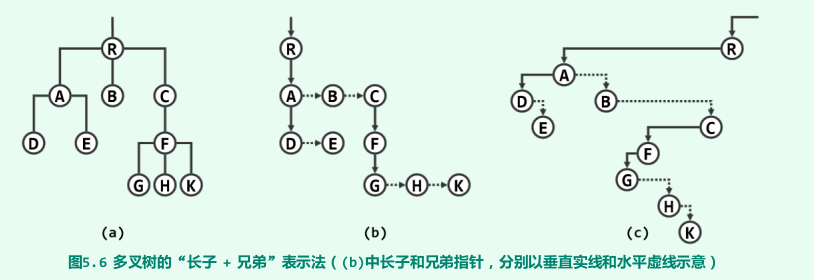 R
A B C
D E
F
G H K
(a)
R
A B C
D E F
G H K
(b)
R
A
D B
E C
F
G
H
K
(c)
图5.6 多叉树的“长子 + 兄弟”表示法（(b)中长子和兄弟指针，分别以垂直实线和水平虚线示意）